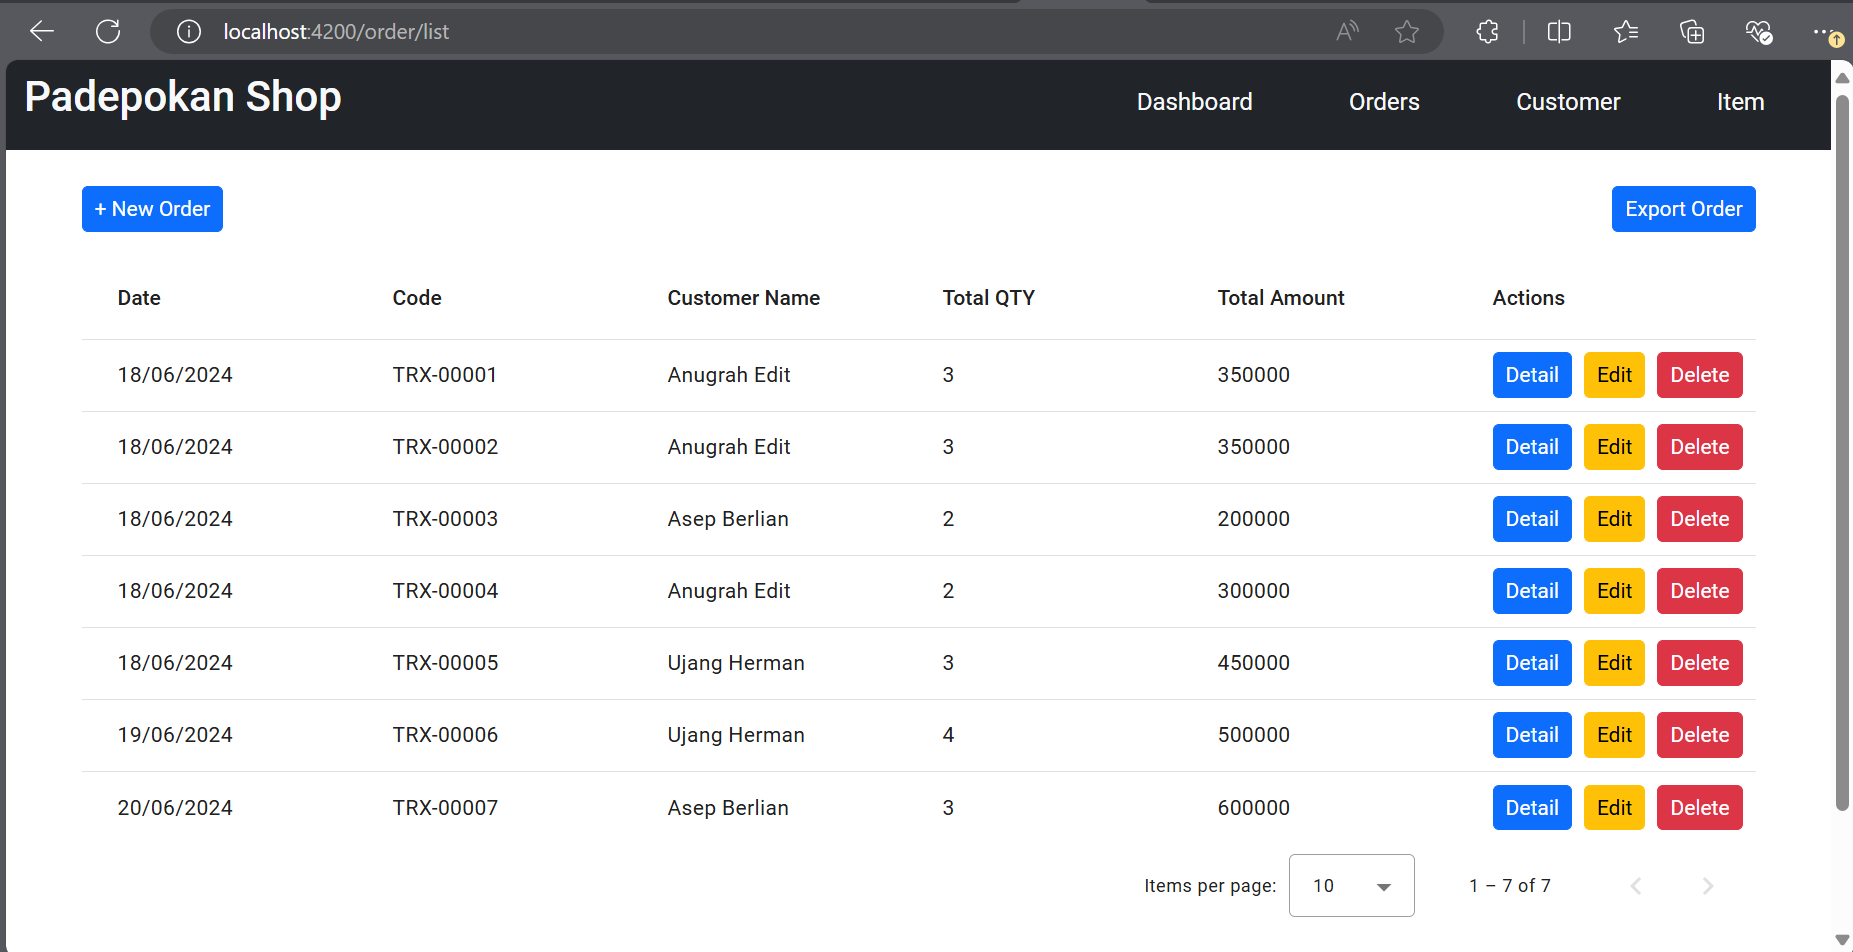 localhost:4200/order/list
Padepokan Shop Dashboard Orders Customer Item
+ New Order Export Order
Date Code Customer Name Total QTY Total Amount Actions
18/06/2024 TRX-00001 Anugrah Edit 3 350000 Detail Edit Delete
18/06/2024 TRX-00002 Anugrah Edit 3 350000 Detail Edit Delete
18/06/2024 TRX-00003 Asep Berlian 2 200000 Detail Edit Delete
18/06/2024 TRX-00004 Anugrah Edit 2 300000 Detail Edit Delete
18/06/2024 TRX-00005 Ujang Herman 3 450000 Detail Edit Delete
19/06/2024 TRX-00006 Ujang Herman 4 500000 Detail Edit Delete
20/06/2024 TRX-00007 Asep Berlian 3 600000 Detail Edit Delete
Items per page: 10 1 – 7 of 7